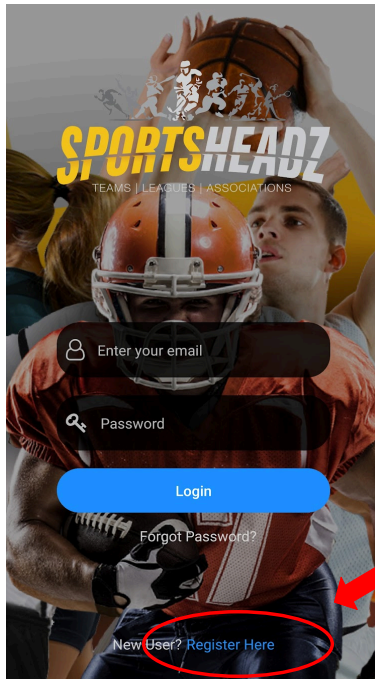 SPORTSHEADZ
TEAMS | LEAGUES | ASSOCIATIONS
Enter your email
Password
Login
Forgot Password?
New User? Register Here